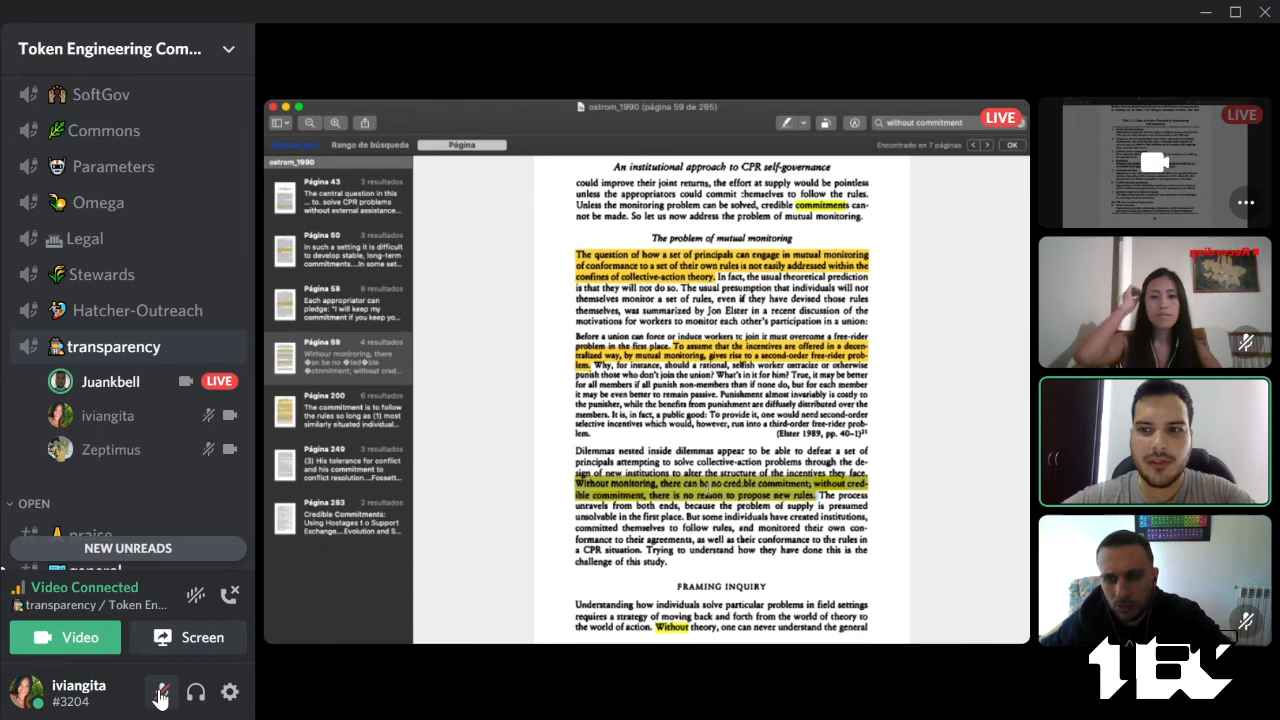 Token Engineering Com...
SoftGov
Commons
Parameters
Omega
Legal
Stewards
Hatcher-Outreach
transparency
Juankbell
LIVE
iviangita
Zeptimus
OPEN
praise
NEW UNREADS
general
Video Connected
transparency / Token En...
Video
Screen
iviangita
#3204
ostrom_1990 (página 59 de 295)
without commitment
LIVE
Rango de búsqueda
Página
Encontrado en 7 páginas
OK
ostrom_1990
Página 43
3 resultados
The central question in this
... to. solve CPR problems
without external assistance...
Página 50
3 resultados
In such a setting it is difficult
to develop stable, long-term
commitments....In some set...
Página 58
6 resultados
Each appropriator can
pledge: "I will keep my
commitment if you keep yo...
Página 59
4 resultados
Without monitoring, there
�an be no �ted�ble
�otnmitment; without cred...
Página 200
6 resultados
The commitment is to follow
the rules so long as (1) most
similarly situated individual...
Página 249
3 resultados
(3) His tolerance for conflict
and his commitment to
conflict resolution....Fossett...
Página 283
2 resultados
Credible Commitments:
Using Hostages t o Support
Exchange...Evolution and S...
An institutional approach to CPR self-governance
could improve their joint returns, the effort at supply would be pointless
unless the appropriators could commit themselves to follow the rules.
Unless the monitoring problem can be solved, credible commitments can-
not be made. So let us now address the problem of mutual monitoring.
The problem of mutual monitoring
The question of how a set of principals can engage in mutual monitoring
of conformance to a set of their own rules is not easily addressed within the
confines of collective-action theory. In fact, the usual theoretical prediction
is that they will not do so. The usual presumption that individuals will not
themselves monitor a set of rules, even if they have devised those rules
themselves, was summarized by Jon Elster in a recent discussion of the
motivations for workers to monitor each other's participation in a union:
Before a union can force or induce workers to join it must overcome a free-rider
problem in the first place. To assume that the incentives are offered in a decen-
tralized way, by mutual monitoring, gives rise to a second-order free-rider prob-
lem. Why, for instance, should a rational, selfish worker ostracize or otherwise
punish those who don't join the union? What's in it for him? True, it may be better
for all members if all punish non-members than if none do, but for each member
it may be even better to remain passive. Punishment almost invariably is costly to
the punisher, while the benefits from punishment are diffusely distributed over the
members. It is, in fact, a public good: To provide it, one would need second-order
selective incentives which would, however, run into a third-order free-rider prob-
lem. (Elster 1989, pp. 40–1)²¹
Dilemmas nested inside dilemmas appear to be able to defeat a set of
principals attempting to solve collective-action problems through the de-
sign of new institutions to alter the structure of the incentives they face.
Without monitoring, there can be no credible commitment; without cred-
ible commitment, there is no reason to propose new rules. The process
unravels from both ends, because the problem of supply is presumed
unsolvable in the first place. But some individuals have created institutions,
committed themselves to follow rules, and monitored their own con-
formance to their agreements, as well as their conformance to the rules in
a CPR situation. Trying to understand how they have done this is the
challenge of this study.
FRAMING INQUIRY
Understanding how individuals solve particular problems in field settings
requires a strategy of moving back and forth from the world of theory to
the world of action. Without theory, one can never understand the general
LIVE
Recording
TEC